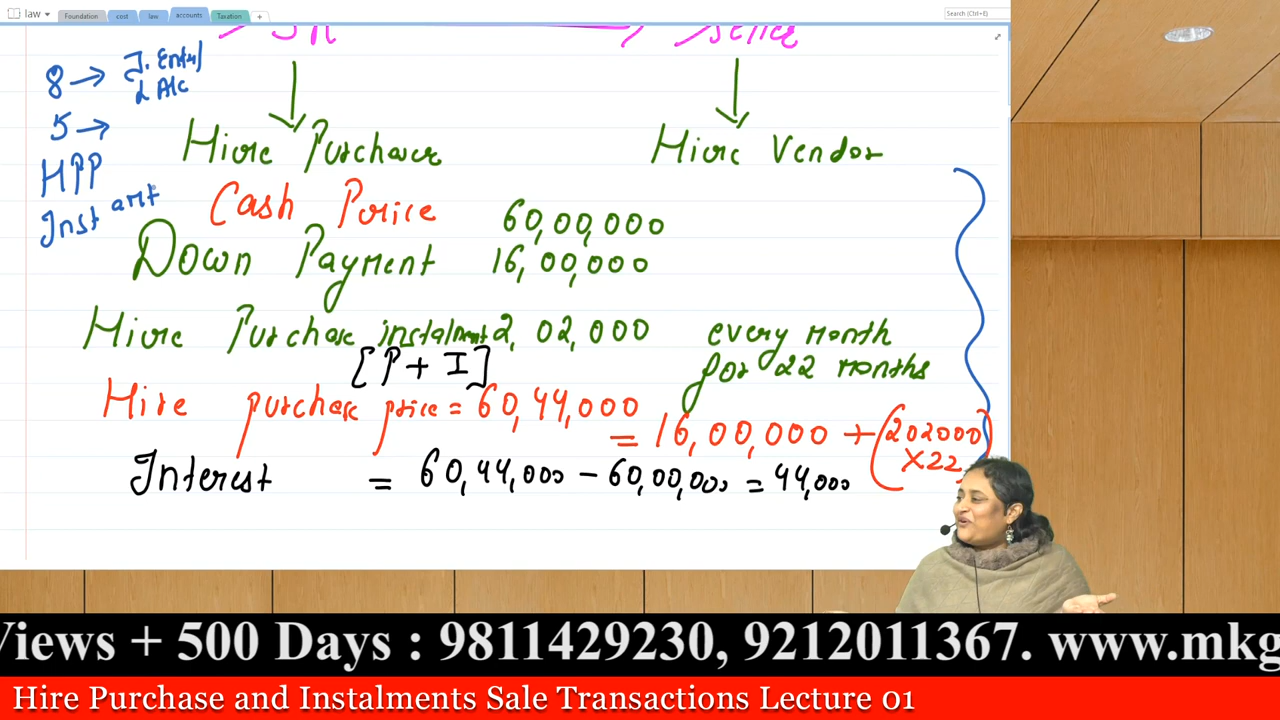 law
Foundation
cost
law
accounts
Taxation
+
Search (Ctrl+E)
8 → J. Entry
& A/c
5 →
HPP
Inst amt
Seller
Hire Purchaser
Hire Vendor
Cash Price 60,00,000
Down Payment 16,00,000
Hire Purchase instalment 2,02,000 every month
[P + I] for 22 months
Hire purchase price = 60,44,000
= 16,00,000 + (202000
×22)
Interest = 60,44,000 - 60,00,000 = 44,000
Views + 500 Days : 9811429230, 9212011367. www.mkg
Hire Purchase and Instalments Sale Transactions Lecture 01